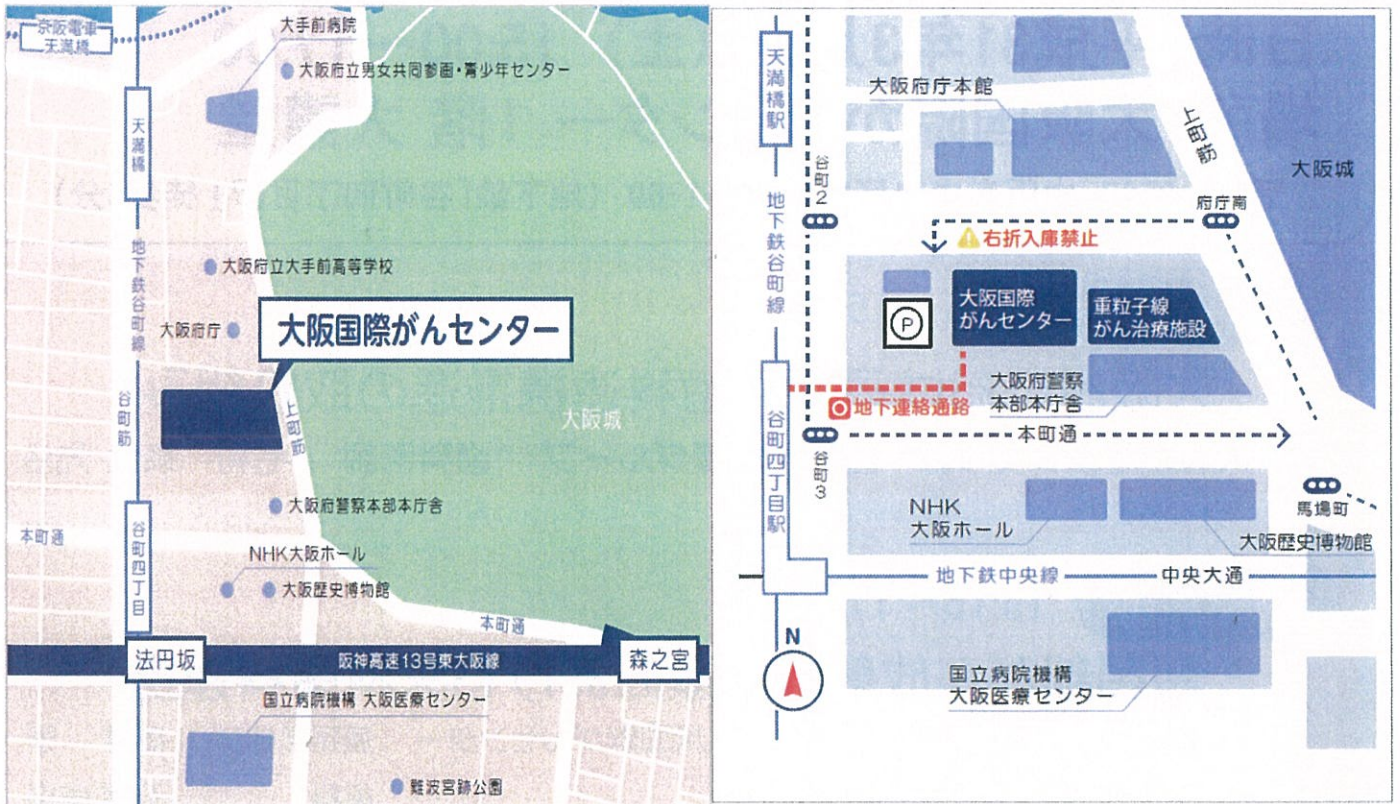 京阪電車
天満橋
大手前病院
大阪府立男女共同参画・青少年センター
天満橋
地下鉄谷町線
大阪府立大手前高等学校
大阪府庁
大阪国際がんセンター
谷町筋
上町筋
大阪城
大阪府警察本部本庁舎
本町通
谷町四丁目
NHK大阪ホール
大阪歴史博物館
本町通
法円坂
阪神高速13号東大阪線
森之宮
国立病院機構 大阪医療センター
難波宮跡公園
天満橋駅
大阪府庁本館
上町筋
大阪城
谷町2
地下鉄谷町線
府庁南
右折入庫禁止
P
大阪国際
がんセンター
重粒子線
がん治療施設
大阪府警察
本部本庁舎
地下連絡通路
谷町四丁目駅
本町通
谷町3
NHK
大阪ホール
馬場町
大阪歴史博物館
地下鉄中央線
中央大通
N
国立病院機構
大阪医療センター